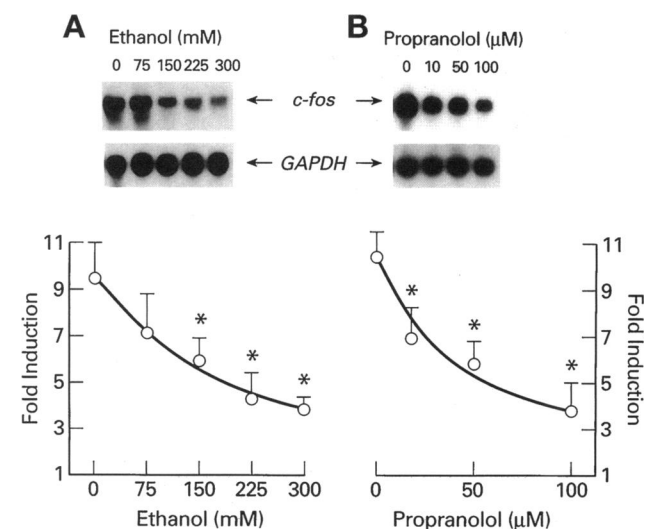 A
Ethanol (mM)
0 75 150 225 300
B
Propranolol (µM)
0 10 50 100
← c-fos →
← GAPDH →
11
9
7
5
3
1
Fold Induction
* * *
0 75 150 225 300
Ethanol (mM)
* * *
11
9
7
5
3
1
Fold Induction
0 50 100
Propranolol (µM)